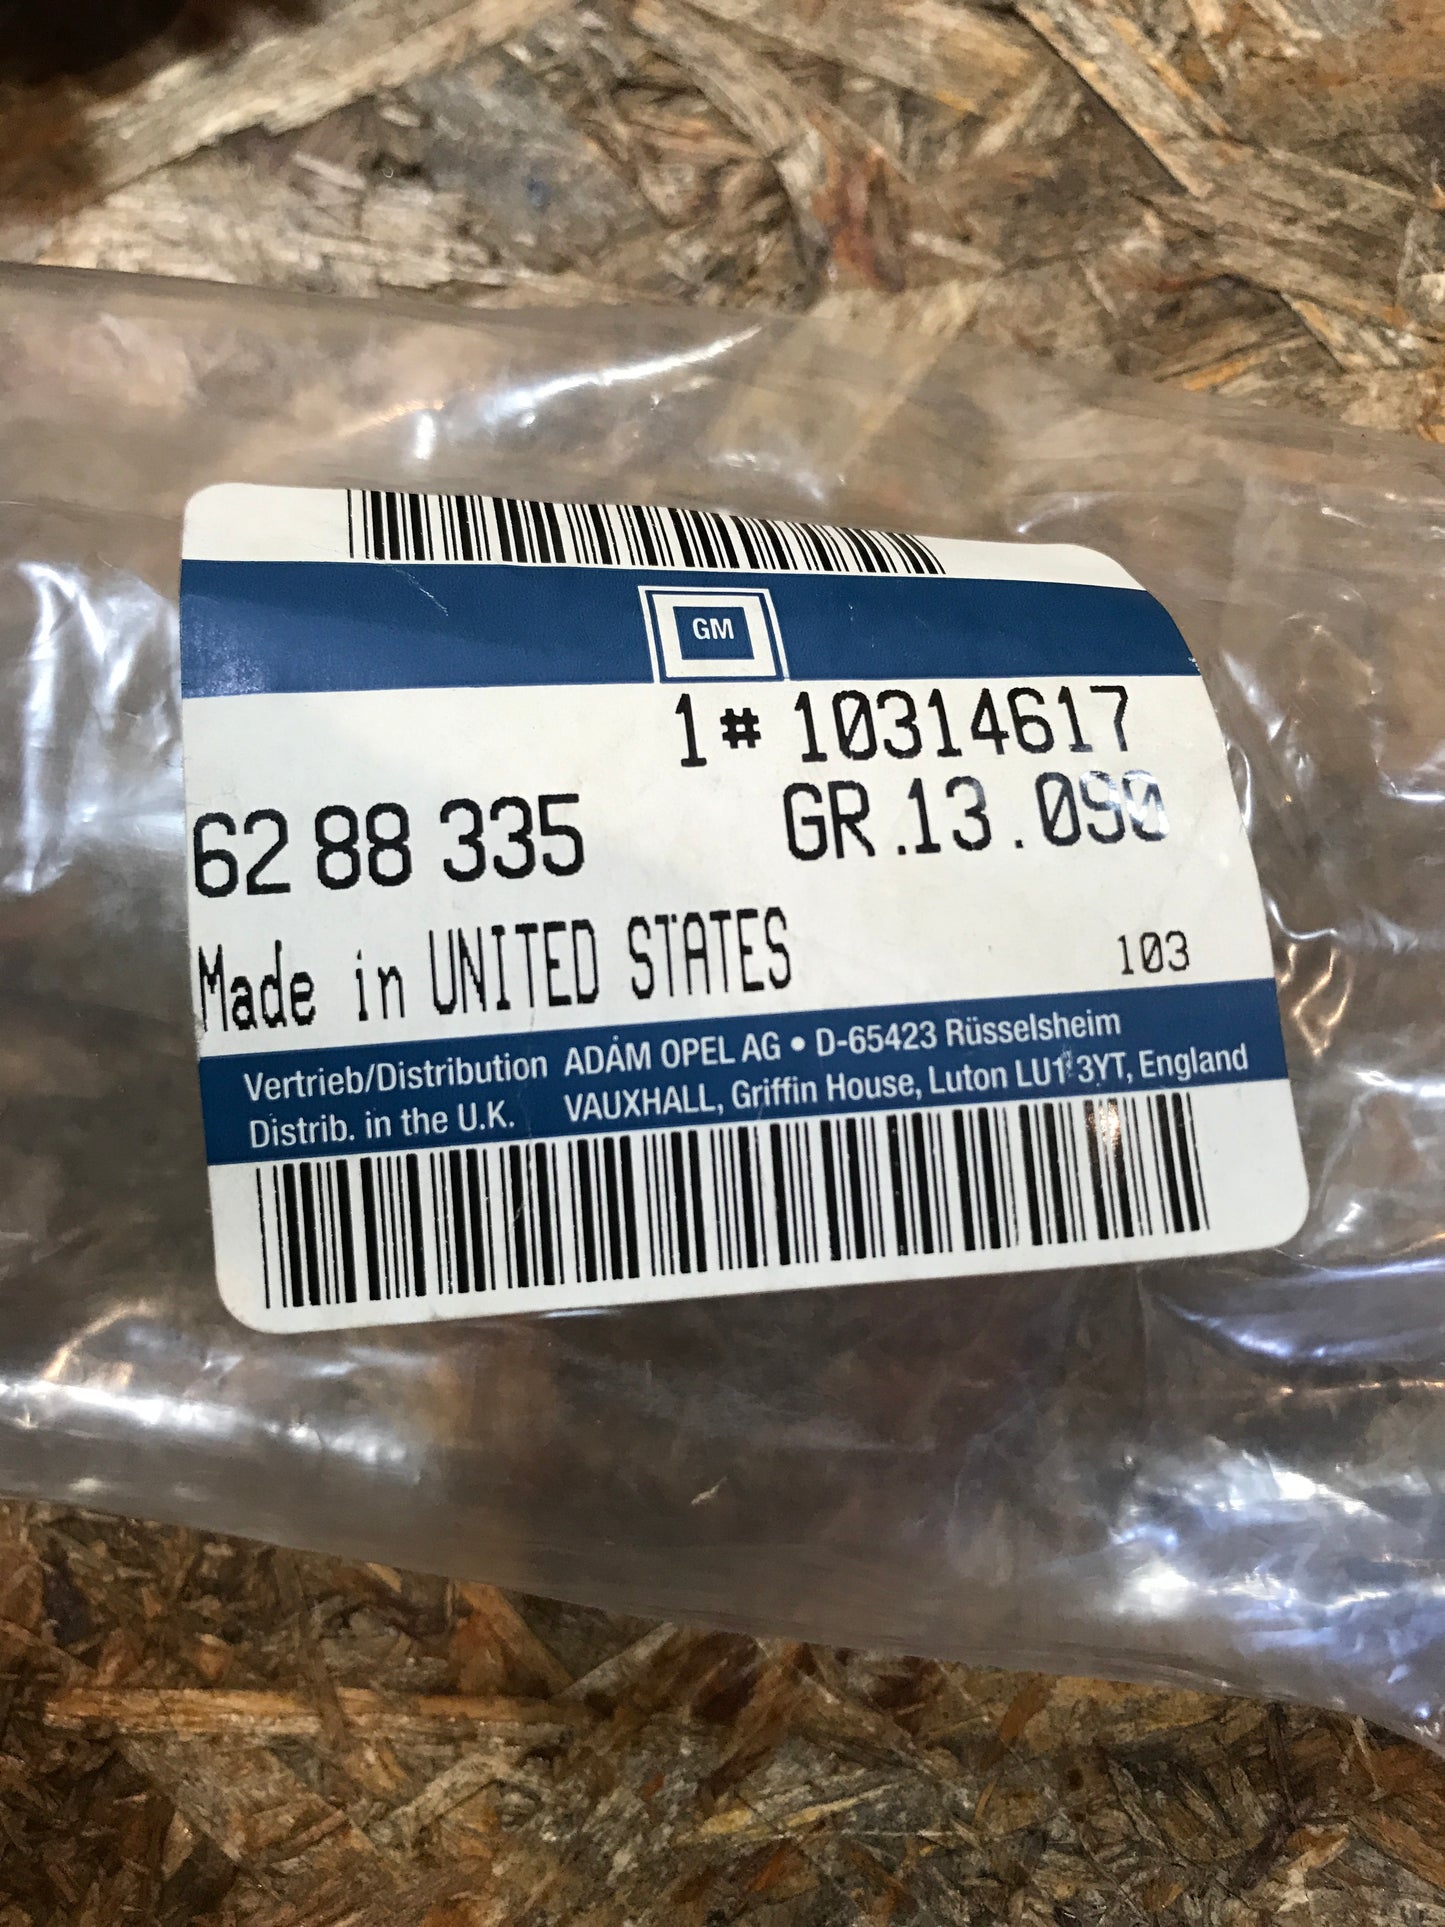 GM
1# 10314617
62 88 335 GR.13.090
Made in UNITED STATES 103
Vertrieb/Distribution ADAM OPEL AG • D-65423 Rüsselsheim
Distrib. in the U.K. VAUXHALL, Griffin House, Luton LU1 3YT, England